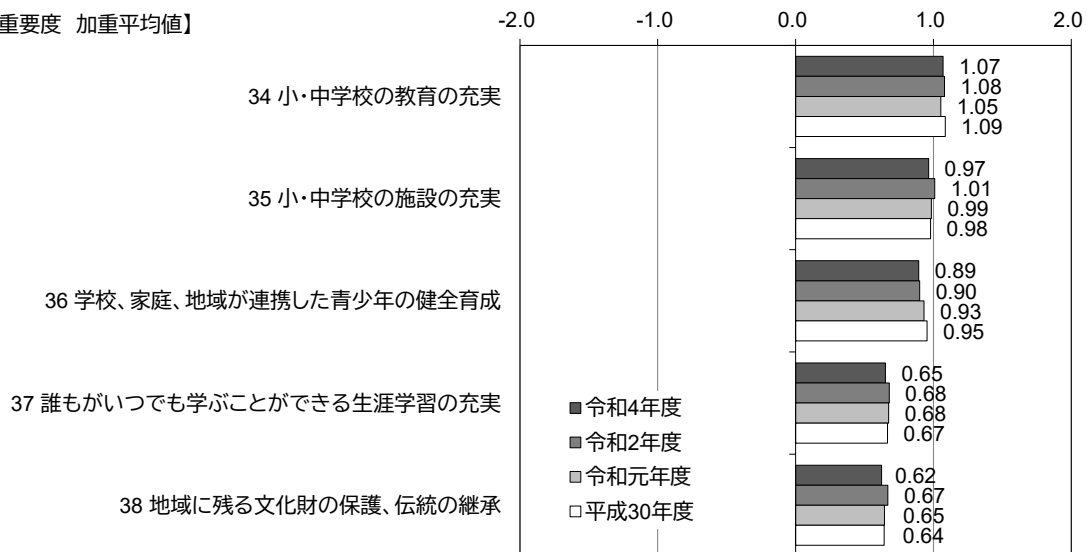 重要度 加重平均値】
-2.0 -1.0 0.0 1.0 2.0
34 小・中学校の教育の充実
1.07
1.08
1.05
1.09
35 小・中学校の施設の充実
0.97
1.01
0.99
0.98
36 学校、家庭、地域が連携した青少年の健全育成
0.89
0.90
0.93
0.95
37 誰もがいつでも学ぶことができる生涯学習の充実
0.65
0.68
0.68
0.67
38 地域に残る文化財の保護、伝統の継承
0.62
0.67
0.65
0.64
令和4年度
令和2年度
令和元年度
平成30年度